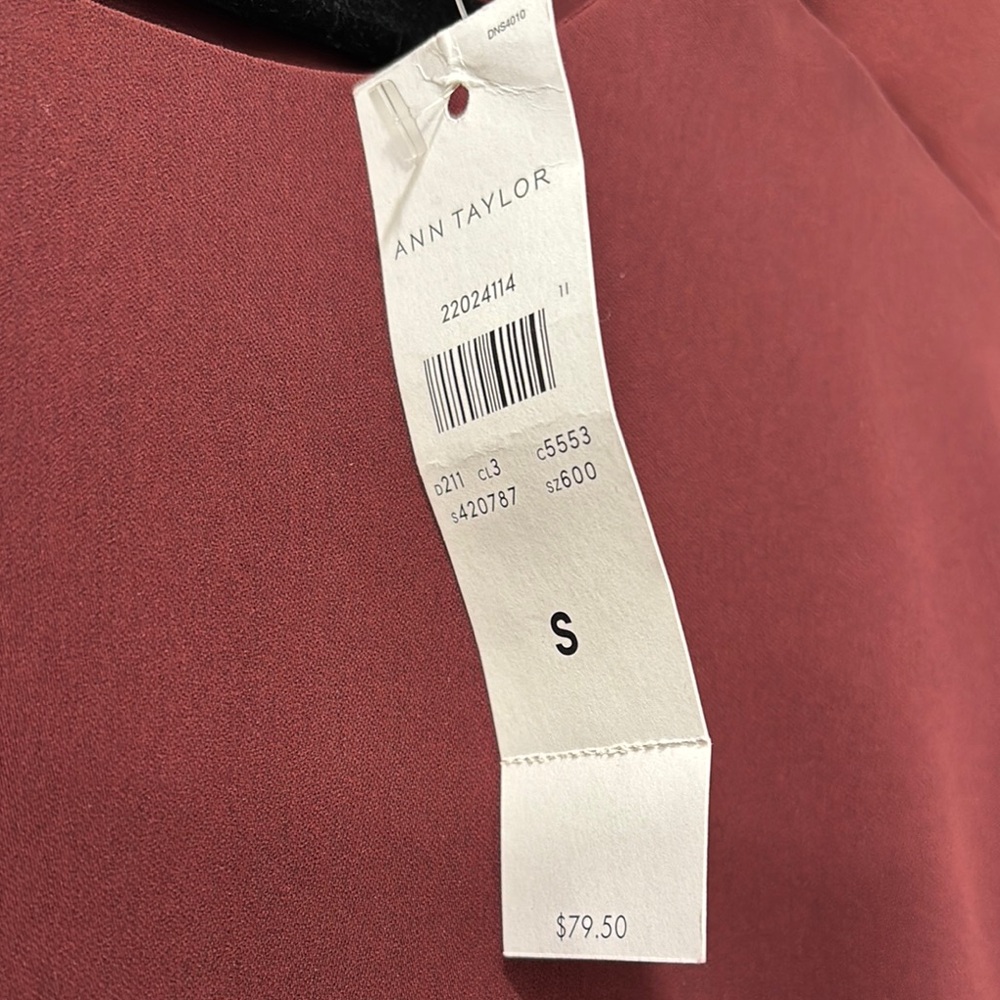 DNS4010
ANN TAYLOR
22024114 11
D211 CL3 C5553
S420787 SZ600
S
$79.50